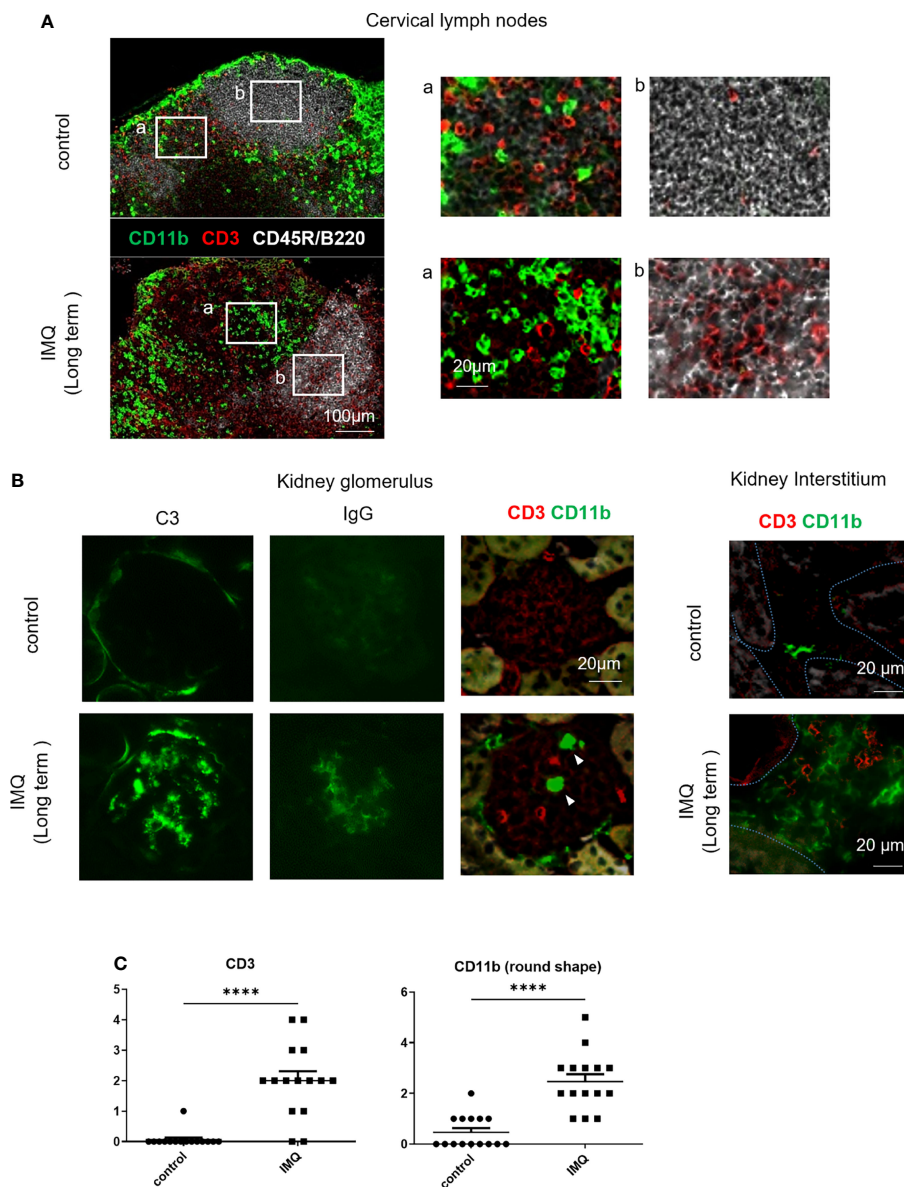 A
Cervical lymph nodes
control
a
b
a
b
CD11b CD3 CD45R/B220
IMQ
(Long term )
a
b
100µm
a
20µm
b
B
Kidney glomerulus
Kidney Interstitium
C3
IgG
CD3 CD11b
CD3 CD11b
control
20µm
control
20 µm
IMQ
(Long term )
IMQ
(Long term )
20 µm
C
CD3
****
5
4
3
2
1
0
control
IMQ
CD11b (round shape)
****
6
4
2
0
control
IMQ